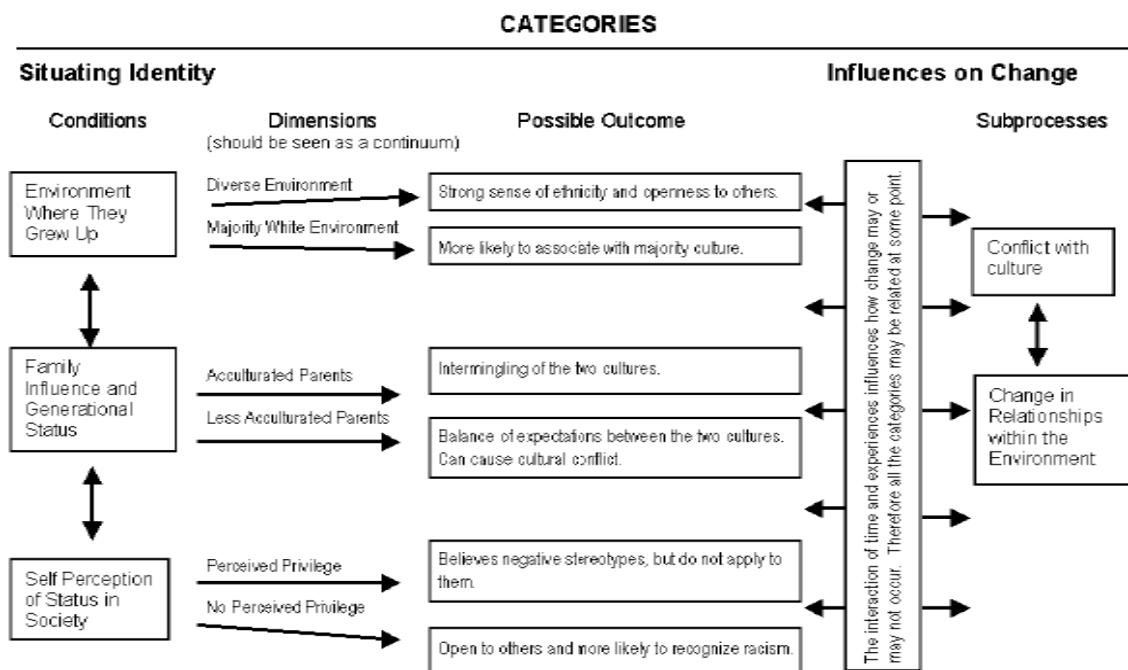 CATEGORIES
Situating Identity
Influences on Change
Conditions
Dimensions
(should be seen as a continuum)
Possible Outcome
Subprocesses
Environment
Where They
Grew Up
Diverse Environment
Majority White Environment
Strong sense of ethnicity and openness to others.
More likely to associate with majority culture.
Family
Influence and
Generational
Status
Acculturated Parents
Less Acculturated Parents
Intermingling of the two cultures.
Balance of expectations between the two cultures.
Can cause cultural conflict.
Self Perception
of Status in
Society
Perceived Privilege
No Perceived Privilege
Believes negative stereotypes, but do not apply to
them.
Open to others and more likely to recognize racism.
The interaction of time and experiences influences how change may or
may not occur. Therefore all the categories may be related at some point.
Conflict with
culture
Change in
Relationships
within the
Environment